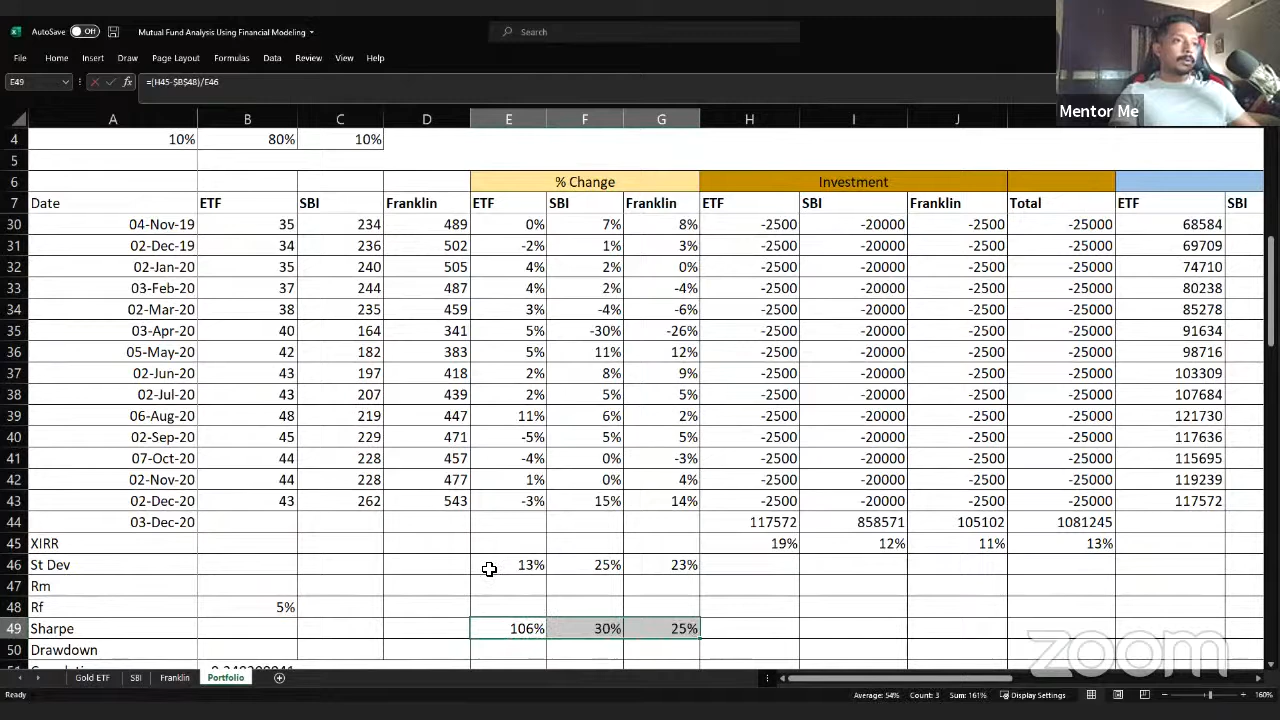 AutoSave Off Mutual Fund Analysis Using Financial Modeling Search
File Home Insert Draw Page Layout Formulas Data Review View Help
Mentor Me
E49 fx =(H45-$B$48)/E46
A B C D E F G H I J K L
4 10% 80% 10%
5
6 % Change Investment
7 Date ETF SBI Franklin ETF SBI Franklin ETF SBI Franklin Total ETF SBI
30 04-Nov-19 35 234 489 0% 7% 8% -2500 -20000 -2500 -25000 68584
31 02-Dec-19 34 236 502 -2% 1% 3% -2500 -20000 -2500 -25000 69709
32 02-Jan-20 35 240 505 4% 2% 0% -2500 -20000 -2500 -25000 74710
33 03-Feb-20 37 244 487 4% 2% -4% -2500 -20000 -2500 -25000 80238
34 02-Mar-20 38 235 459 3% -4% -6% -2500 -20000 -2500 -25000 85278
35 03-Apr-20 40 164 341 5% -30% -26% -2500 -20000 -2500 -25000 91634
36 05-May-20 42 182 383 5% 11% 12% -2500 -20000 -2500 -25000 98716
37 02-Jun-20 43 197 418 2% 8% 9% -2500 -20000 -2500 -25000 103309
38 02-Jul-20 43 207 439 2% 5% 5% -2500 -20000 -2500 -25000 107684
39 06-Aug-20 48 219 447 11% 6% 2% -2500 -20000 -2500 -25000 121730
40 02-Sep-20 45 229 471 -5% 5% 5% -2500 -20000 -2500 -25000 117636
41 07-Oct-20 44 228 457 -4% 0% -3% -2500 -20000 -2500 -25000 115695
42 02-Nov-20 44 228 477 1% 0% 4% -2500 -20000 -2500 -25000 119239
43 02-Dec-20 43 262 543 -3% 15% 14% -2500 -20000 -2500 -25000 117572
44 03-Dec-20 117572 858571 105102 1081245
45 XIRR 19% 12% 11% 13%
46 St Dev 13% 25% 23%
47 Rm
48 Rf 5%
49 Sharpe 106% 30% 25%
50 Drawdown
zoom
Gold ETF SBI Franklin Portfolio
Ready Average: 54% Count: 3 Sum: 161% Display Settings 160%